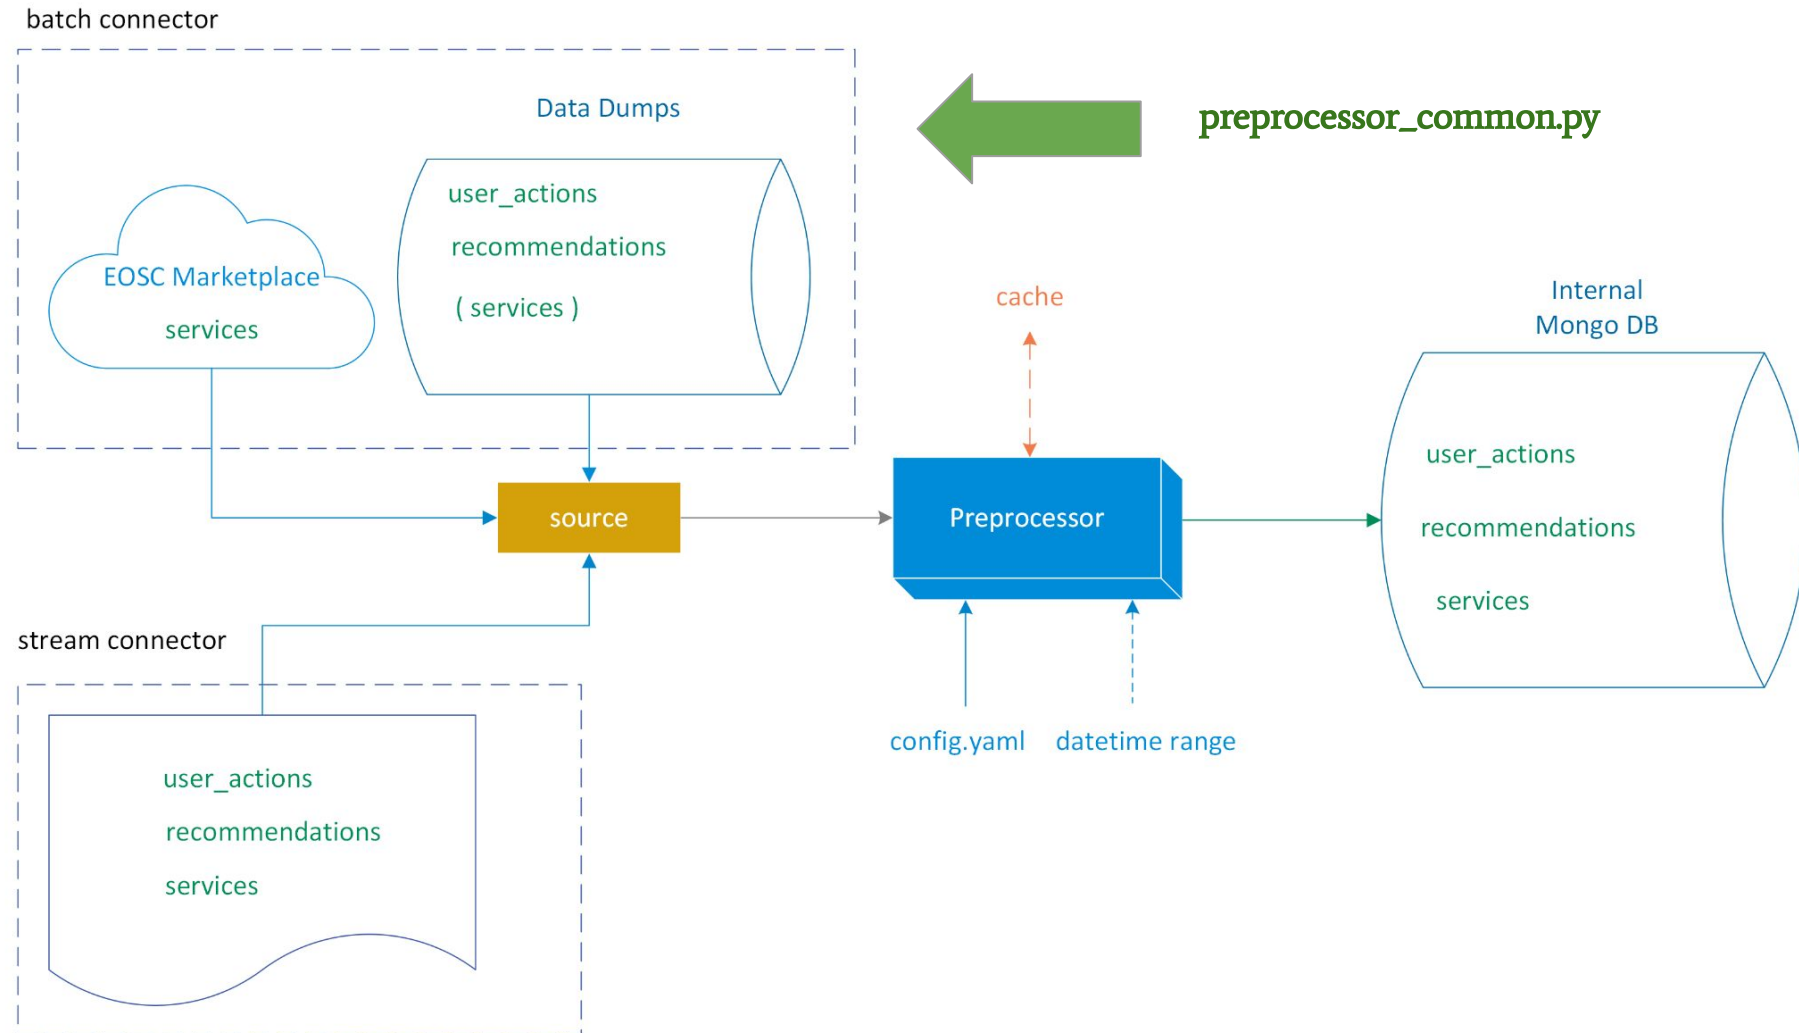 batch connector
Data Dumps
preprocessor_common.py
user_actions
recommendations
( services )
EOSC Marketplace
services
cache
Internal
Mongo DB
user_actions
recommendations
services
source
Preprocessor
stream connector
config.yaml
datetime range
user_actions
recommendations
services